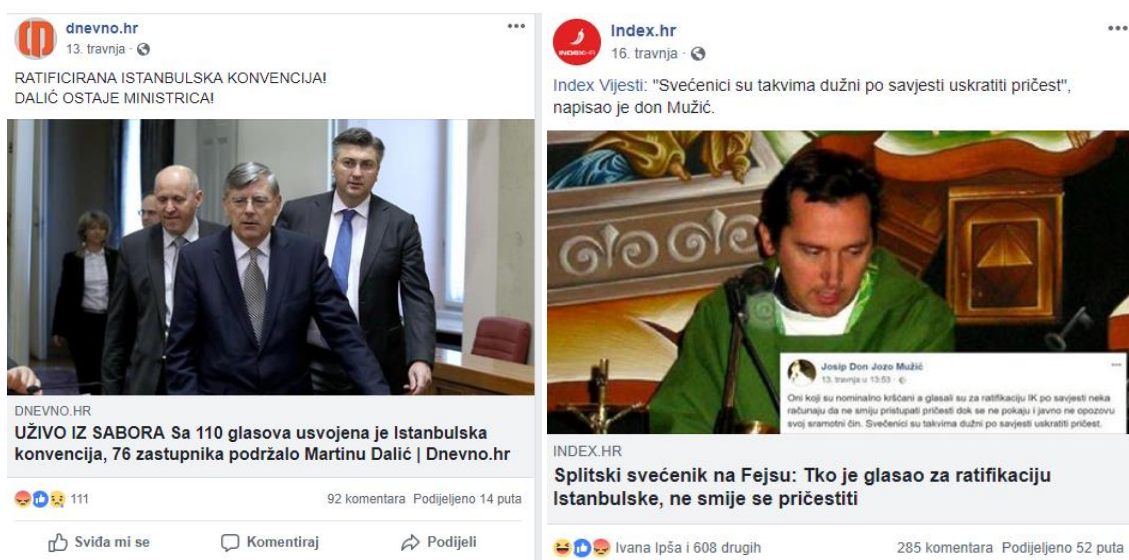 dnevno.hr
13. travnja
RATIFICIRANA ISTANBULSKA KONVENCIJA!
DALIĆ OSTAJE MINISTRICA!
DNEVNO.HR
UŽIVO IZ SABORA Sa 110 glasova usvojena je Istanbulska
konvencija, 76 zastupnika podržalo Martinu Dalić | Dnevno.hr
111
92 komentara Podijeljeno 14 puta
Sviđa mi se Komentiraj Podijeli
INDEX.HR
Index.hr
16. travnja
Index Vijesti: "Svećenici su takvima dužni po savjesti uskratiti pričest",
napisao je don Mužić.
Josip Don Jozo Mužić
13. travnja u 13:53
Oni koji su nominalno kršćani a glasali su za ratifikaciju IK po savjesti neka
računaju da ne smiju pristupati pričesti dok se ne pokaju i javno ne opozovu
svoj sramotni čin. Svećenici su takvima dužni po savjesti uskratiti pričest.
INDEX.HR
Splitski svećenik na Fejsu: Tko je glasao za ratifikaciju
Istanbulske, ne smije se pričestiti
Ivana Ipša i 608 drugih
285 komentara Podijeljeno 52 puta